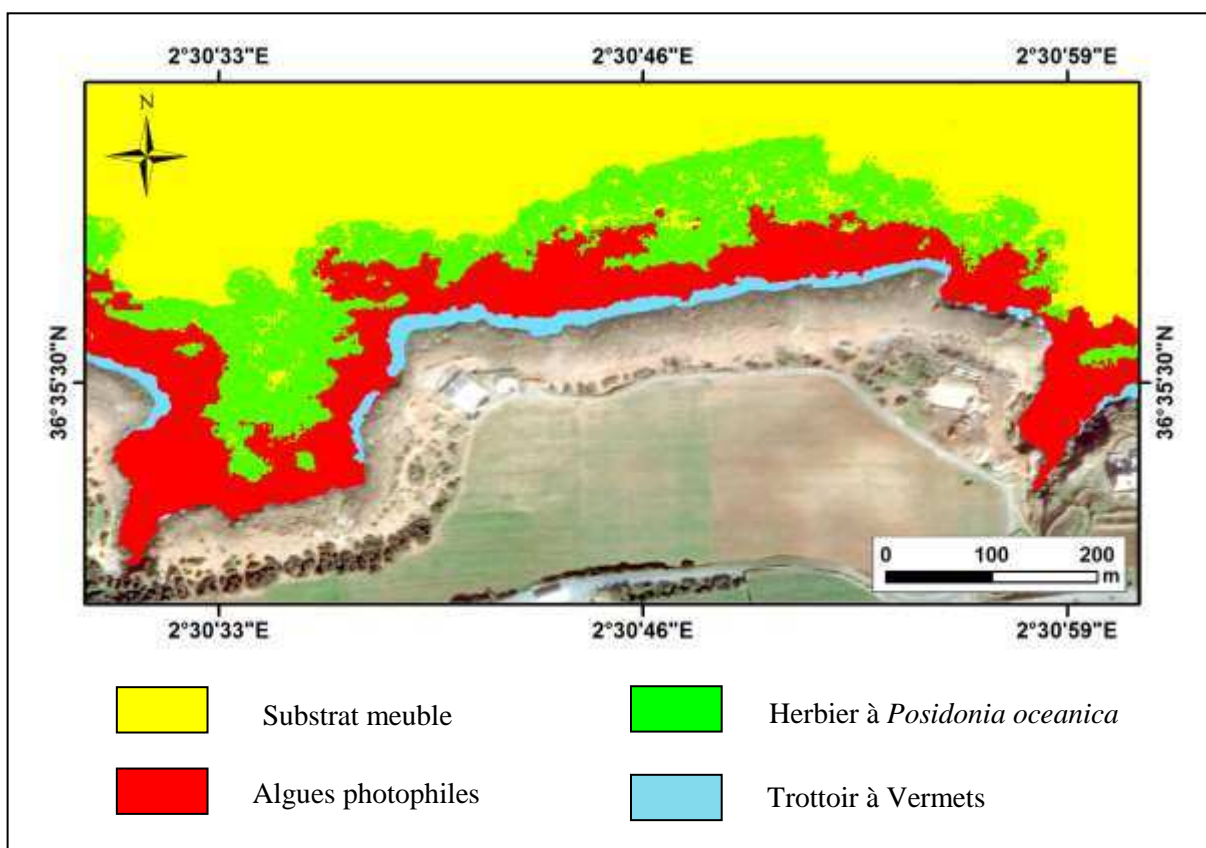 2°30'33"E 2°30'46"E 2°30'59"E
N
36°35'30"N 36°35'30"N
0 100 200
m
2°30'33"E 2°30'46"E 2°30'59"E
Substrat meuble Herbier à Posidonia oceanica
Algues photophiles Trottoir à Vermets